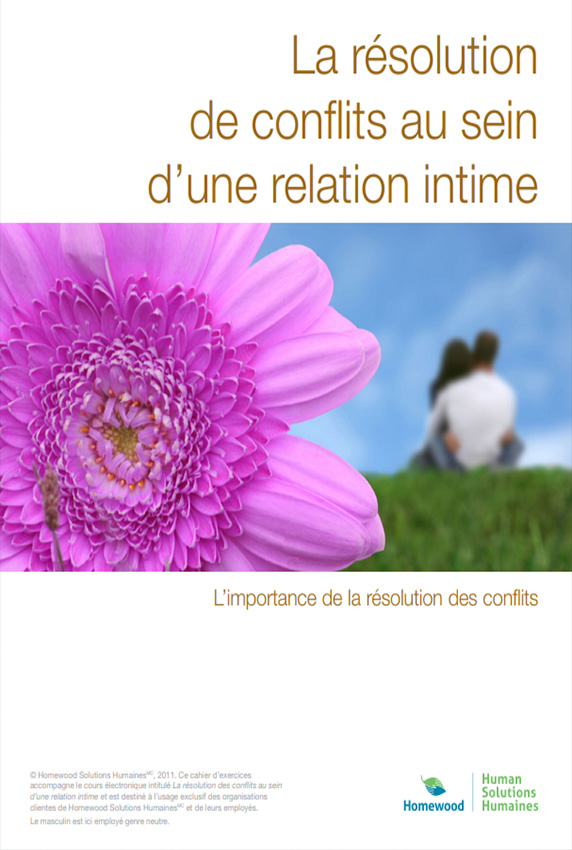 La résolution
de conflits au sein
d’une relation intime
L’importance de la résolution des conflits
© Homewood Solutions Humaines^MC, 2011. Ce cahier d’exercices
accompagne le cours électronique intitulé La résolution des conflits au sein
d’une relation intime et est destiné à l’usage exclusif des organisations
clientes de Homewood Solutions Humaines^MC et de leurs employés.
Le masculin est ici employé genre neutre.
Homewood
Human
Solutions
Humaines